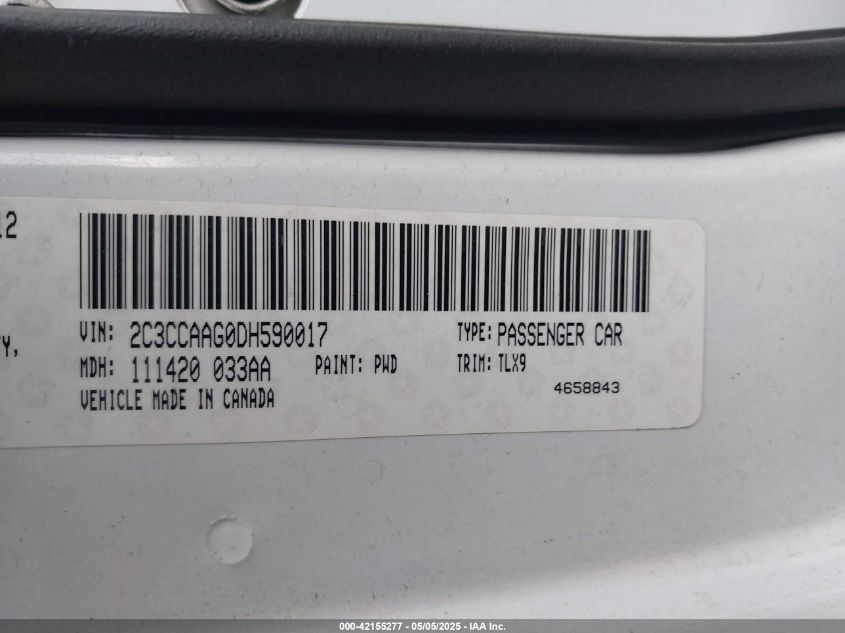 12
Y,
VIN: 2C3CCAAG0DH590017 TYPE: PASSENGER CAR
MDH: 111420 033AA PAINT: PWD TRIM: TLX9
VEHICLE MADE IN CANADA 4658843
000-42155277 - 05/05/2025 - IAA Inc.